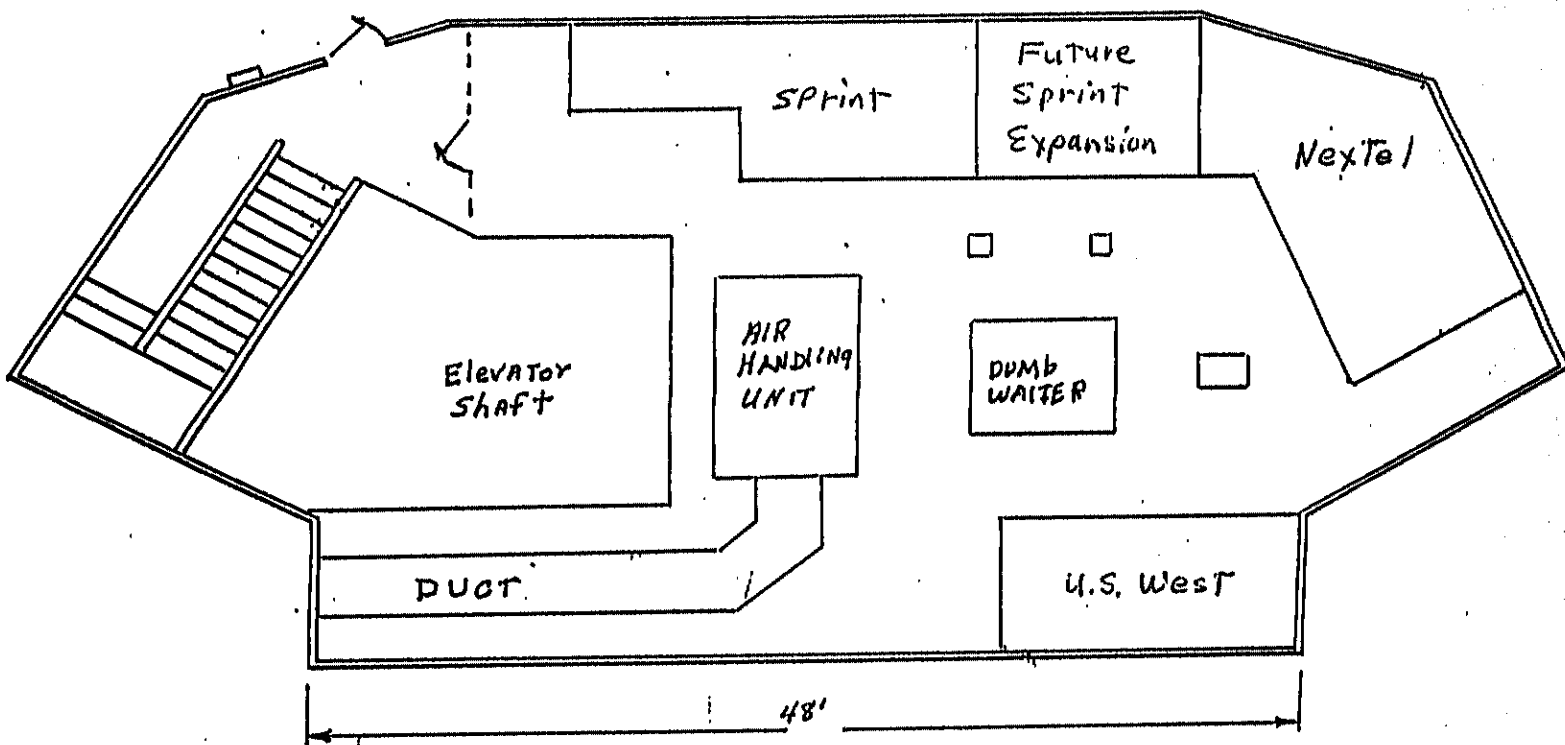 Future
Sprint
Expansion
Sprint
Nextel
AIR
HANDLING
UNIT
Elevator
Shaft
DUMB
WAITER
DUCT
U.S. West
48'